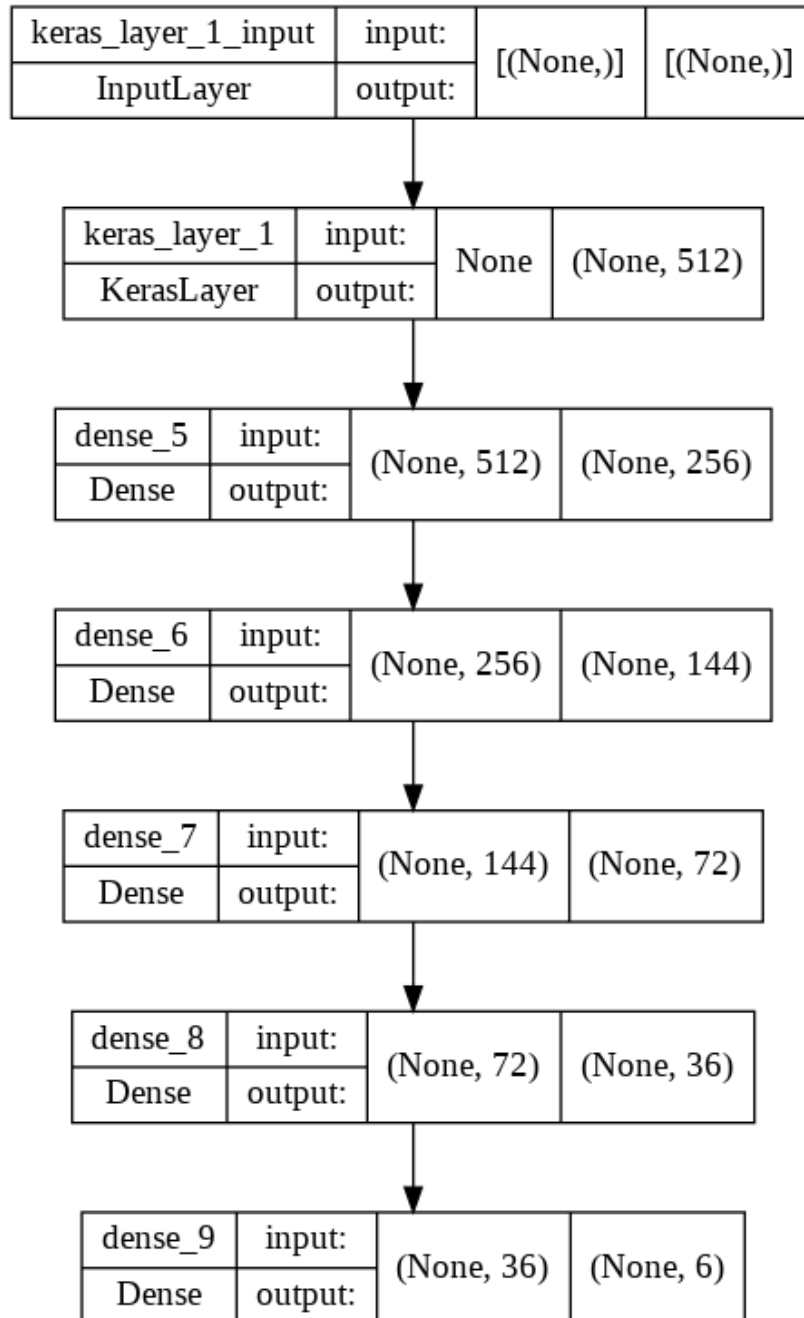 keras_layer_1_input input: [(None,)] [(None,)]
InputLayer output:
keras_layer_1 input: None (None, 512)
KerasLayer output:
dense_5 input: (None, 512) (None, 256)
Dense output:
dense_6 input: (None, 256) (None, 144)
Dense output:
dense_7 input: (None, 144) (None, 72)
Dense output:
dense_8 input: (None, 72) (None, 36)
Dense output:
dense_9 input: (None, 36) (None, 6)
Dense output: